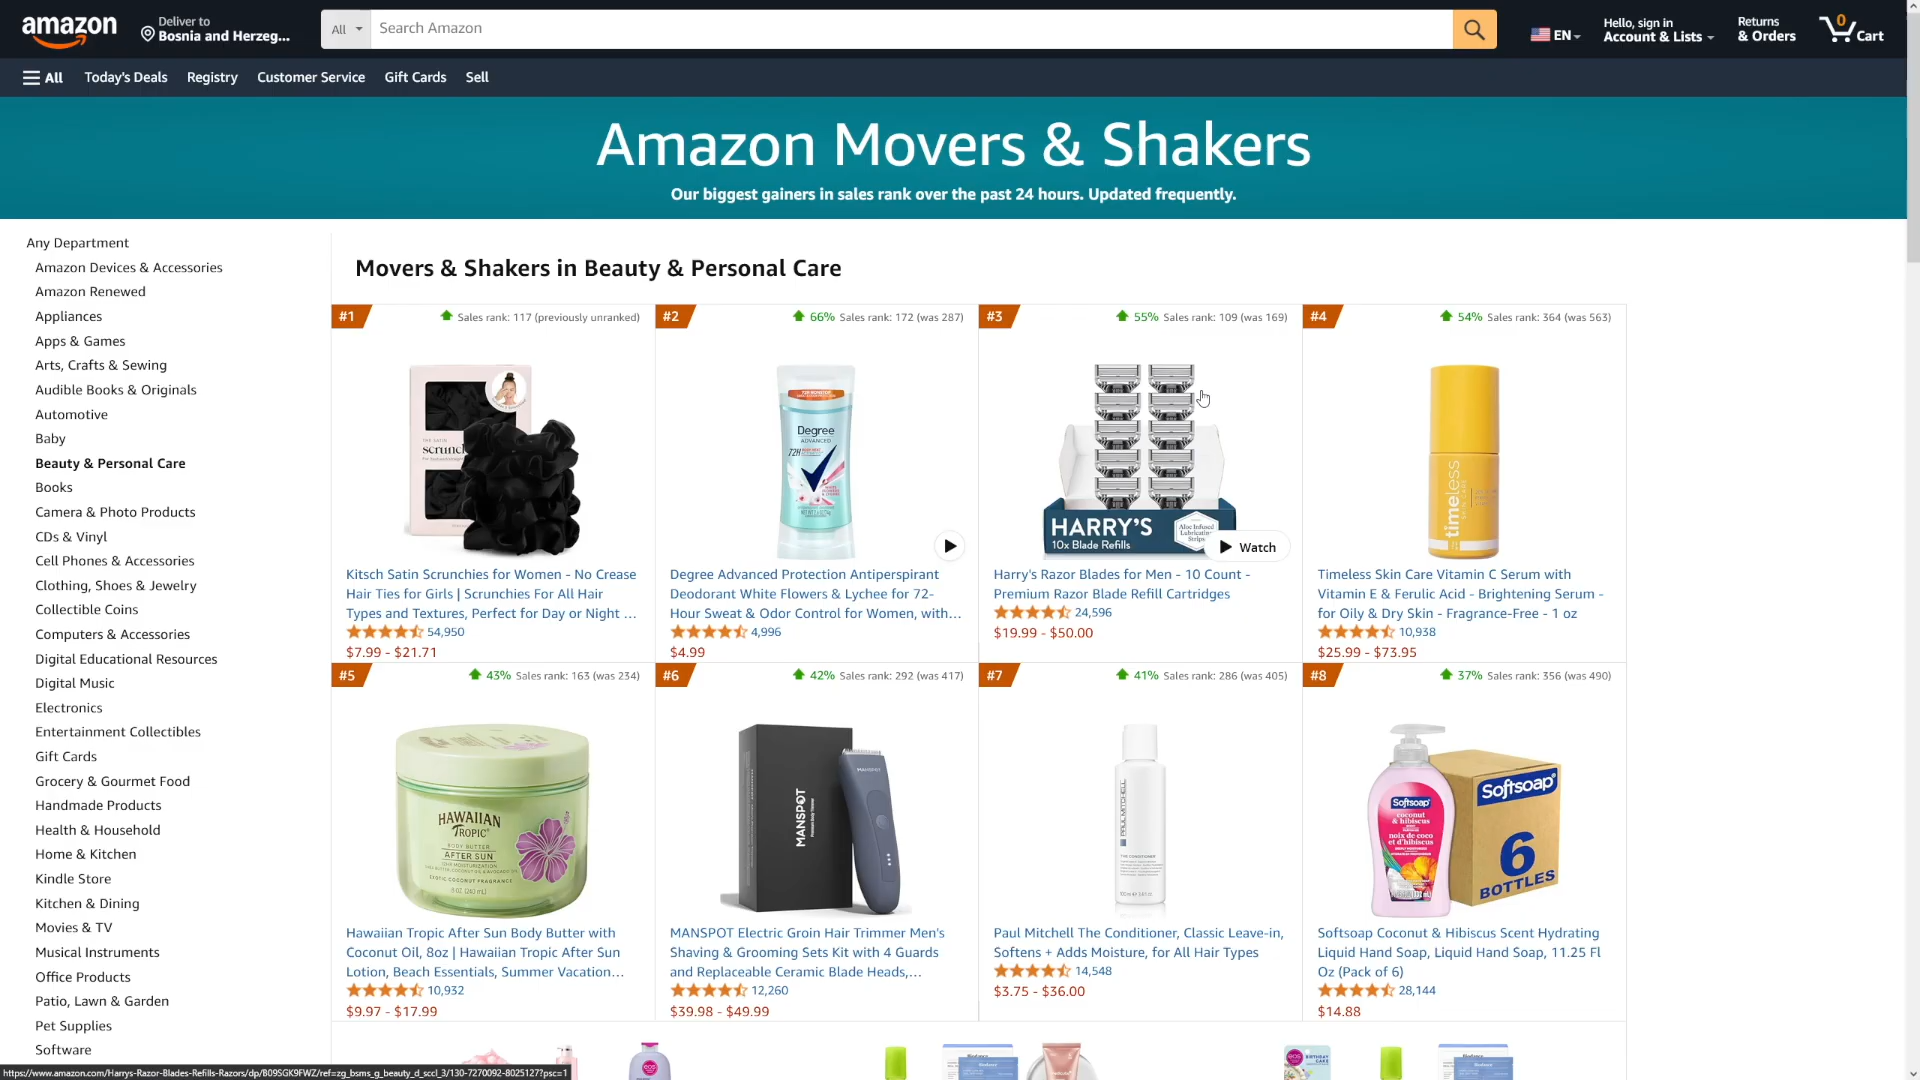 amazon
Deliver to
Bosnia and Herzeg...
All
Search Amazon
EN
Hello, sign in
Account & Lists
Returns
& Orders
0
Cart
All
Today's Deals
Registry
Customer Service
Gift Cards
Sell
Amazon Movers & Shakers
Our biggest gainers in sales rank over the past 24 hours. Updated frequently.
Any Department
Amazon Devices & Accessories
Amazon Renewed
Appliances
Apps & Games
Arts, Crafts & Sewing
Audible Books & Originals
Automotive
Baby
Beauty & Personal Care
Books
Camera & Photo Products
CDs & Vinyl
Cell Phones & Accessories
Clothing, Shoes & Jewelry
Collectible Coins
Computers & Accessories
Digital Educational Resources
Digital Music
Electronics
Entertainment Collectibles
Gift Cards
Grocery & Gourmet Food
Handmade Products
Health & Household
Home & Kitchen
Kindle Store
Kitchen & Dining
Movies & TV
Musical Instruments
Office Products
Patio, Lawn & Garden
Pet Supplies
Software
Movers & Shakers in Beauty & Personal Care
#1
Sales rank: 117 (previously unranked)
THE SATIN
scrunc
Kitsch Satin Scrunchies for Women - No Crease
Hair Ties for Girls | Scrunchies For All Hair
Types and Textures, Perfect for Day or Night ...
54,950
$7.99 - $21.71
#2
66% Sales rank: 172 (was 287)
Degree
ADVANCED
72H
Degree Advanced Protection Antiperspirant
Deodorant White Flowers & Lychee for 72-
Hour Sweat & Odor Control for Women, with...
4,996
$4.99
#3
55% Sales rank: 109 (was 169)
HARRY'S
10x Blade Refills
Aloe Infused
Lubricating
Strips
Watch
Harry's Razor Blades for Men - 10 Count -
Premium Razor Blade Refill Cartridges
24,596
$19.99 - $50.00
#4
54% Sales rank: 364 (was 563)
timeless
Timeless Skin Care Vitamin C Serum with
Vitamin E & Ferulic Acid - Brightening Serum -
for Oily & Dry Skin - Fragrance-Free - 1 oz
10,938
$25.99 - $73.95
#5
43% Sales rank: 163 (was 234)
HAWAIIAN
Tropic
BODY BUTTER
AFTER SUN
12HR MOISTURIZATION
EXOTIC COCONUT FRAGRANCE
Hawaiian Tropic After Sun Body Butter with
Coconut Oil, 8oz | Hawaiian Tropic After Sun
Lotion, Beach Essentials, Summer Vacation...
10,932
$9.97 - $17.99
#6
42% Sales rank: 292 (was 417)
MANSPOT
MANSPOT
MANSPOT Electric Groin Hair Trimmer Men's
Shaving & Grooming Sets Kit with 4 Guards
and Replaceable Ceramic Blade Heads,...
12,260
$39.98 - $49.99
#7
41% Sales rank: 286 (was 405)
PAUL MITCHELL
THE CONDITIONER
Paul Mitchell The Conditioner, Classic Leave-in,
Softens + Adds Moisture, for All Hair Types
14,548
$3.75 - $36.00
#8
37% Sales rank: 356 (was 490)
Softsoap
coconut
& hibiscus
noix de coco
et d'hibiscus
Softsoap
6
BOTTLES
Softsoap Coconut & Hibiscus Scent Hydrating
Liquid Hand Soap, Liquid Hand Soap, 11.25 Fl
Oz (Pack of 6)
28,144
$14.88
eos
eos
BIRTHDAY
CAKE
https://www.amazon.com/Harrys-Razor-Blades-Refills-Razors/dp/B09SGK9FWZ/ref=zg_bsms_g_beauty_d_sccl_3/130-7270092-8025127?psc=1